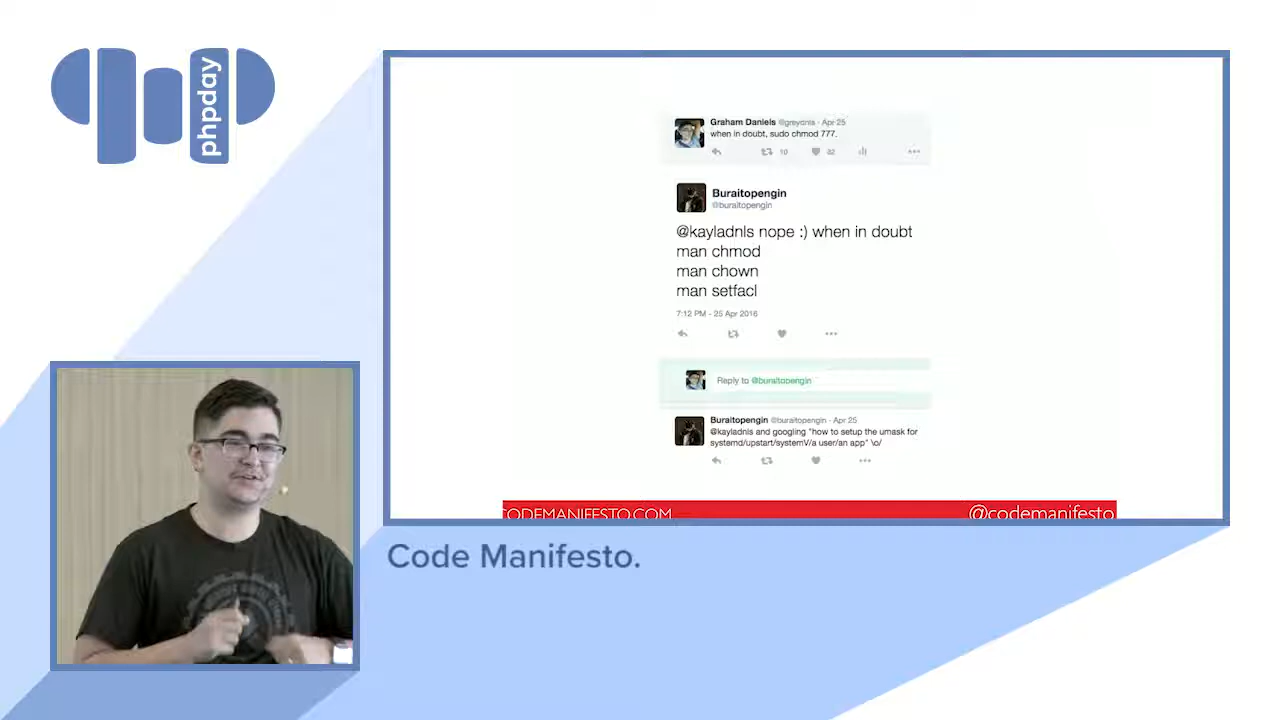 phpday
Graham Daniels @greydnls · Apr 25
when in doubt, sudo chmod 777.
10 32
Buraitopengin
@buraitopengin
@kayladnls nope :) when in doubt
man chmod
man chown
man setfacl
7:12 PM - 25 Apr 2016
Reply to @buraitopengin
Buraitopengin @buraitopengin · Apr 25
@kayladnls and googling "how to setup the umask for
systemd/upstart/systemV/a user/an app" \o/
CODEMANIFESTO.COM
@codemanifesto
Code Manifesto.